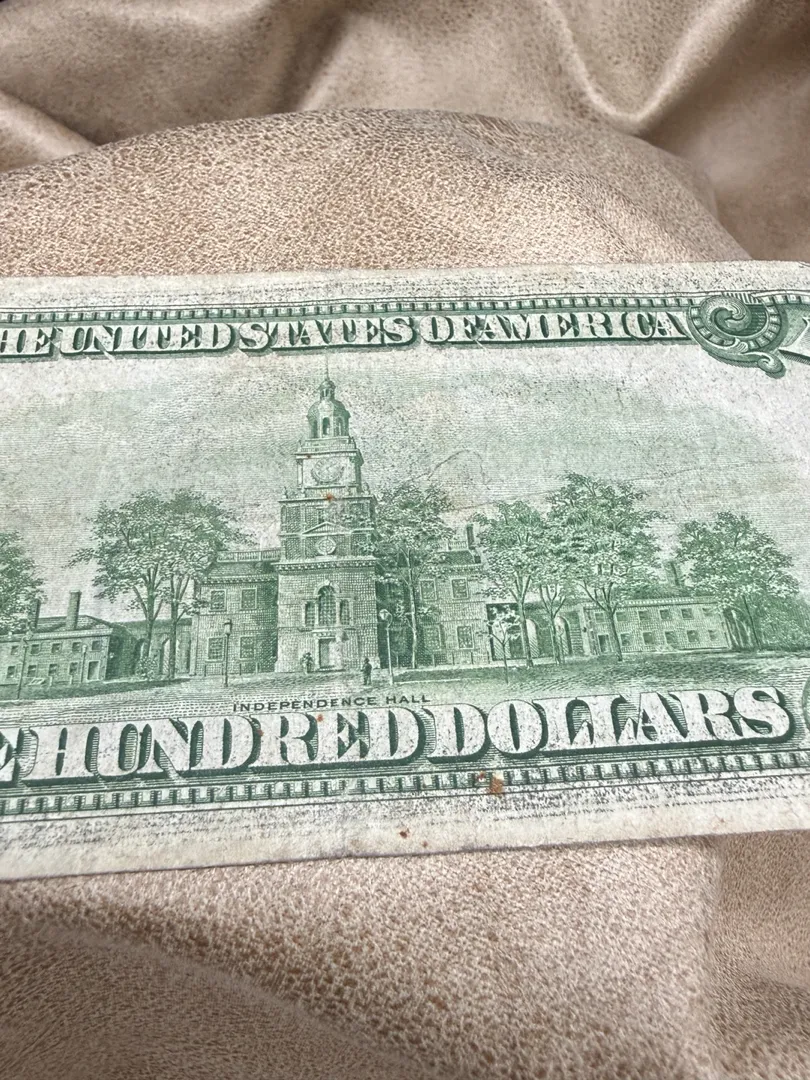 HE UNITED STATES OF AMERICA
INDEPENDENCE HALL
E HUNDRED DOLLARS